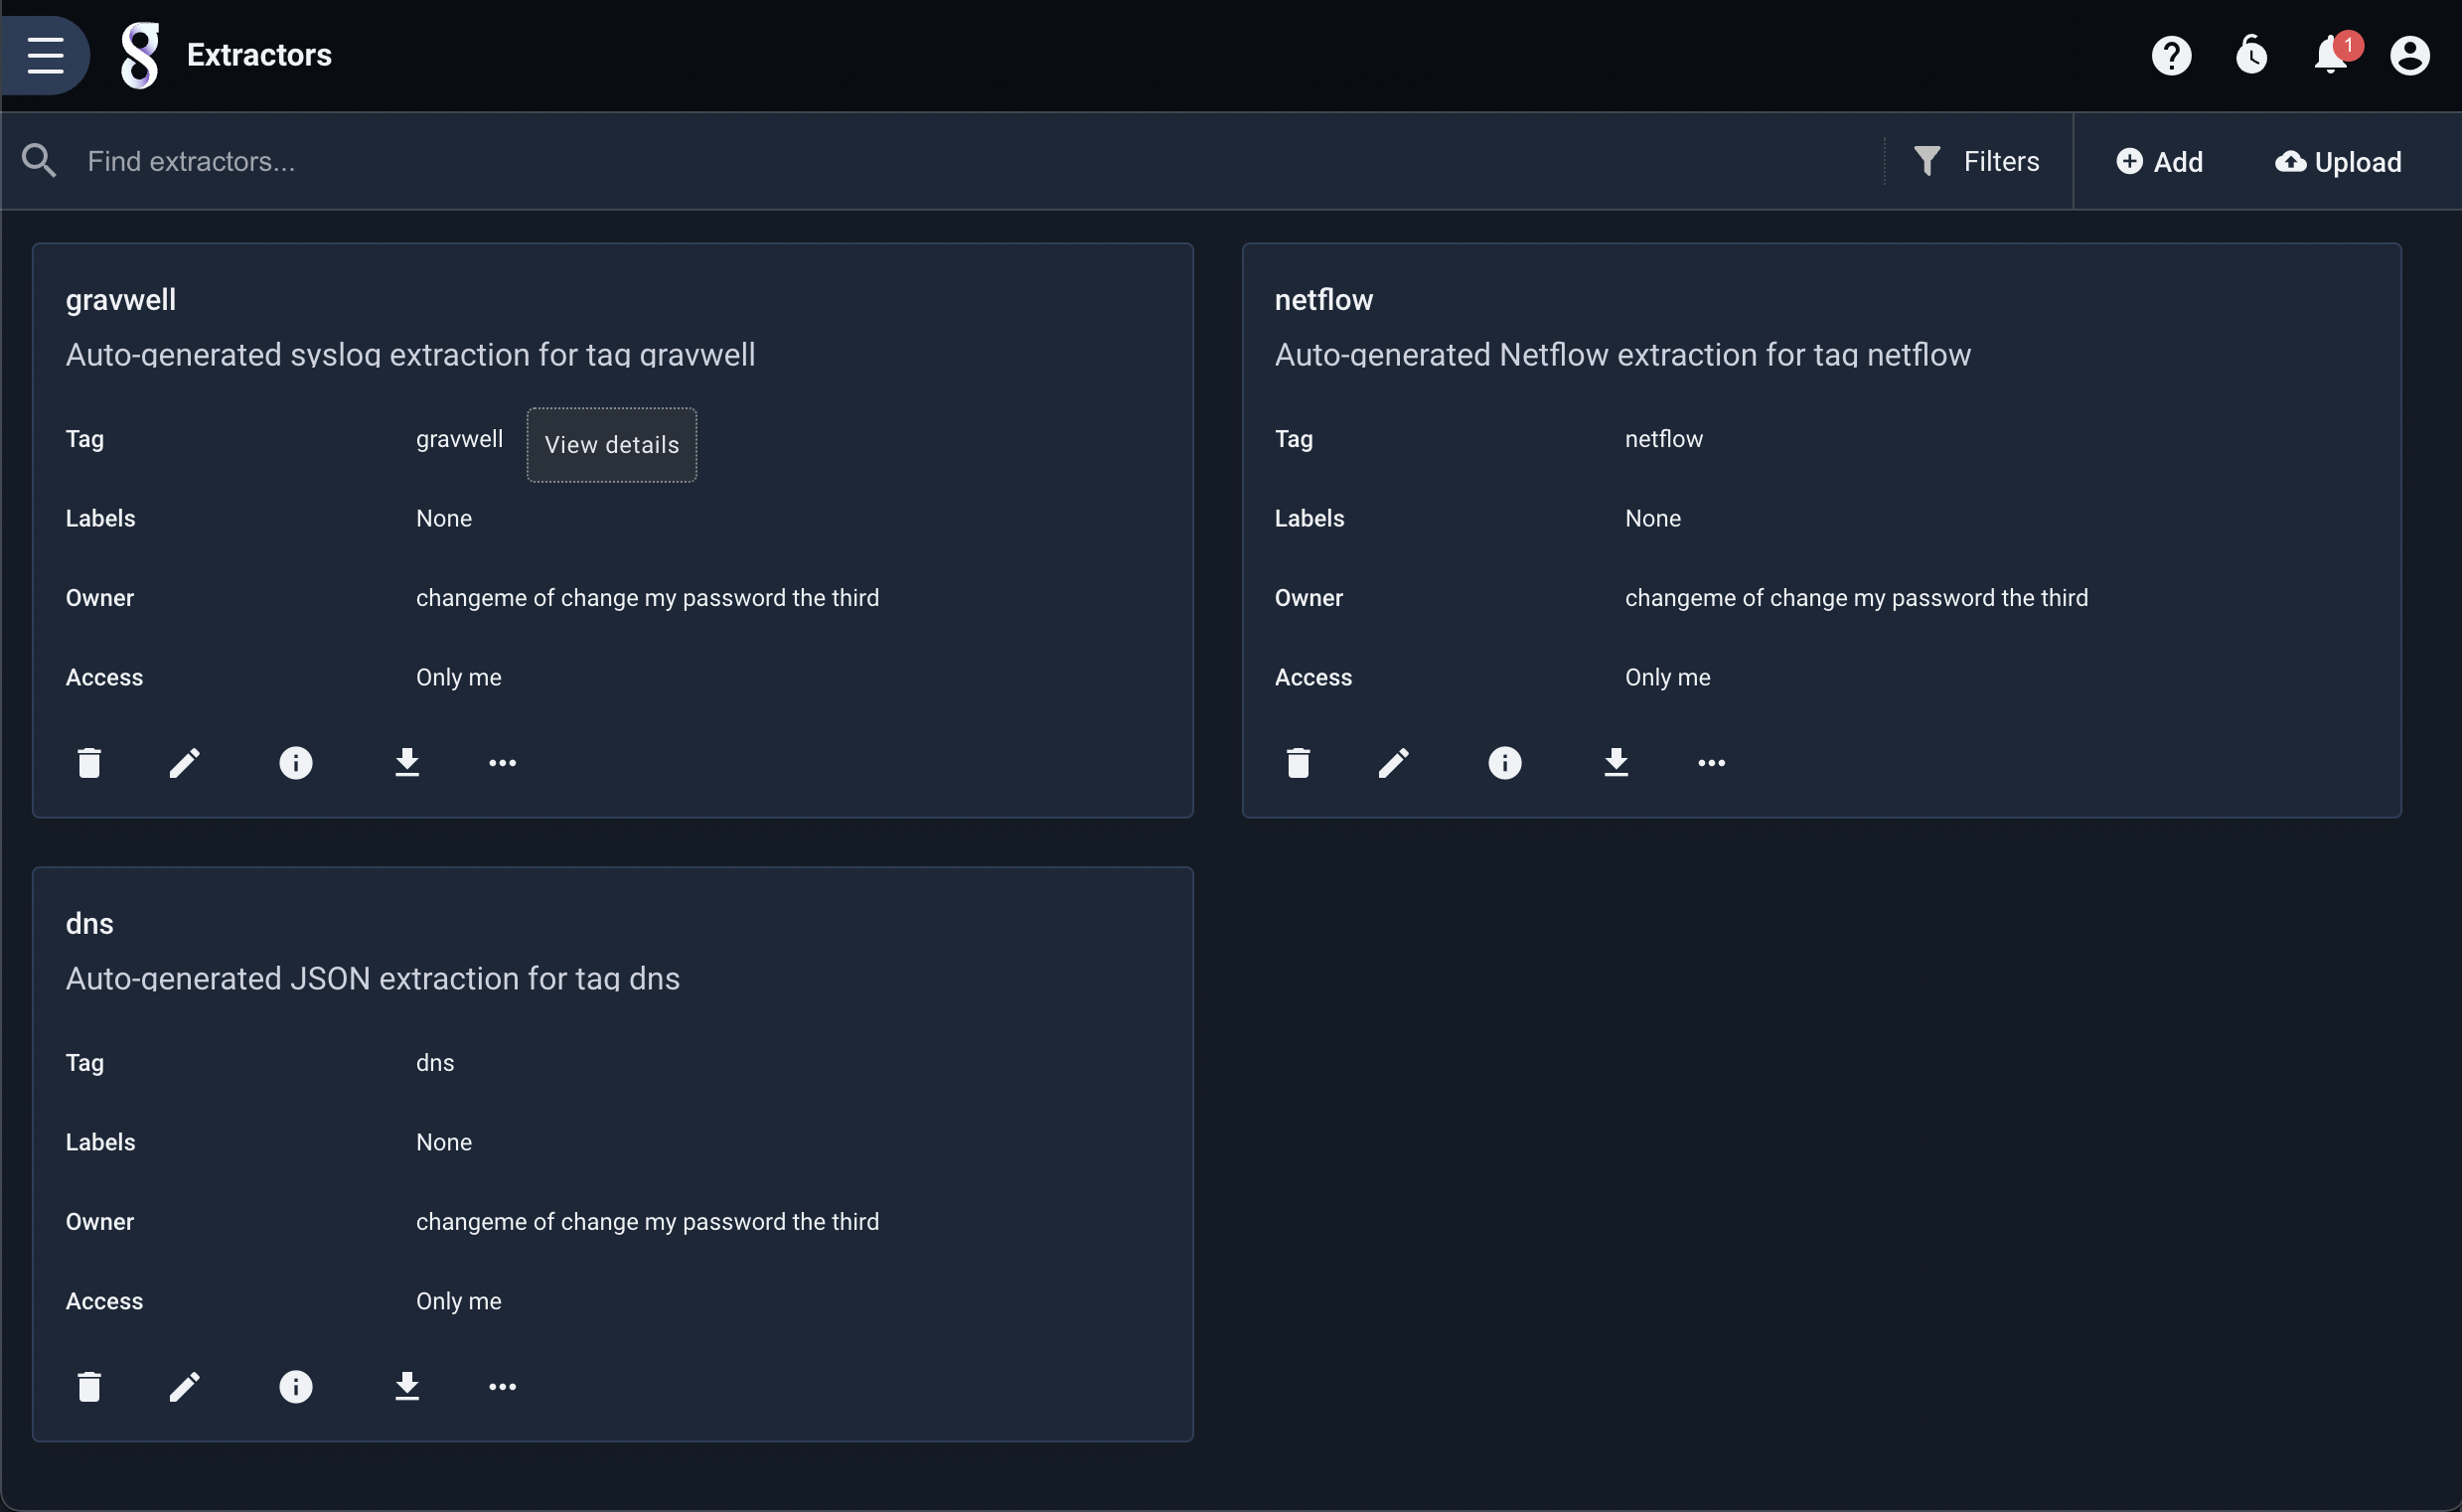 Extractors
1
Find extractors...
Filters
Add
Upload
gravwell
Auto-generated syslog extraction for tag gravwell
Tag gravwell View details
Labels None
Owner changeme of change my password the third
Access Only me
netflow
Auto-generated Netflow extraction for tag netflow
Tag netflow
Labels None
Owner changeme of change my password the third
Access Only me
dns
Auto-generated JSON extraction for tag dns
Tag dns
Labels None
Owner changeme of change my password the third
Access Only me